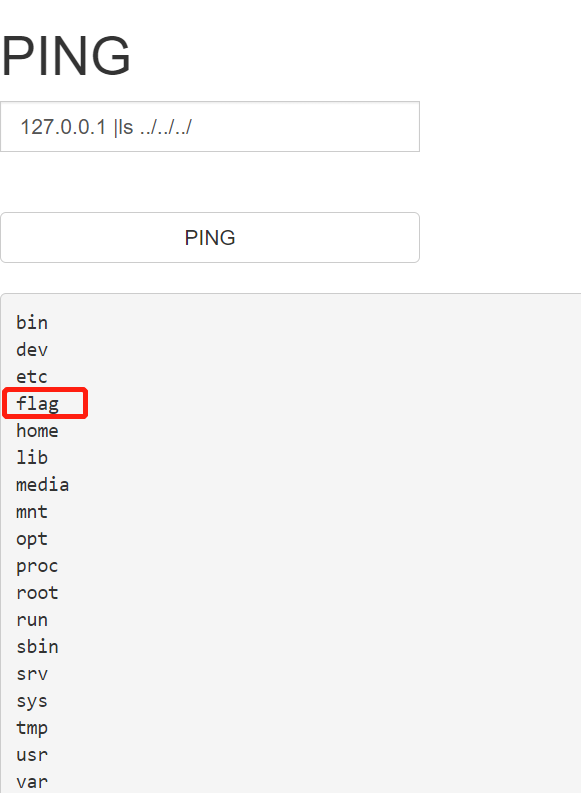 PING
127.0.0.1 |ls ../../../
PING
bin
dev
etc
flag
home
lib
media
mnt
opt
proc
root
run
sbin
srv
sys
tmp
usr
var